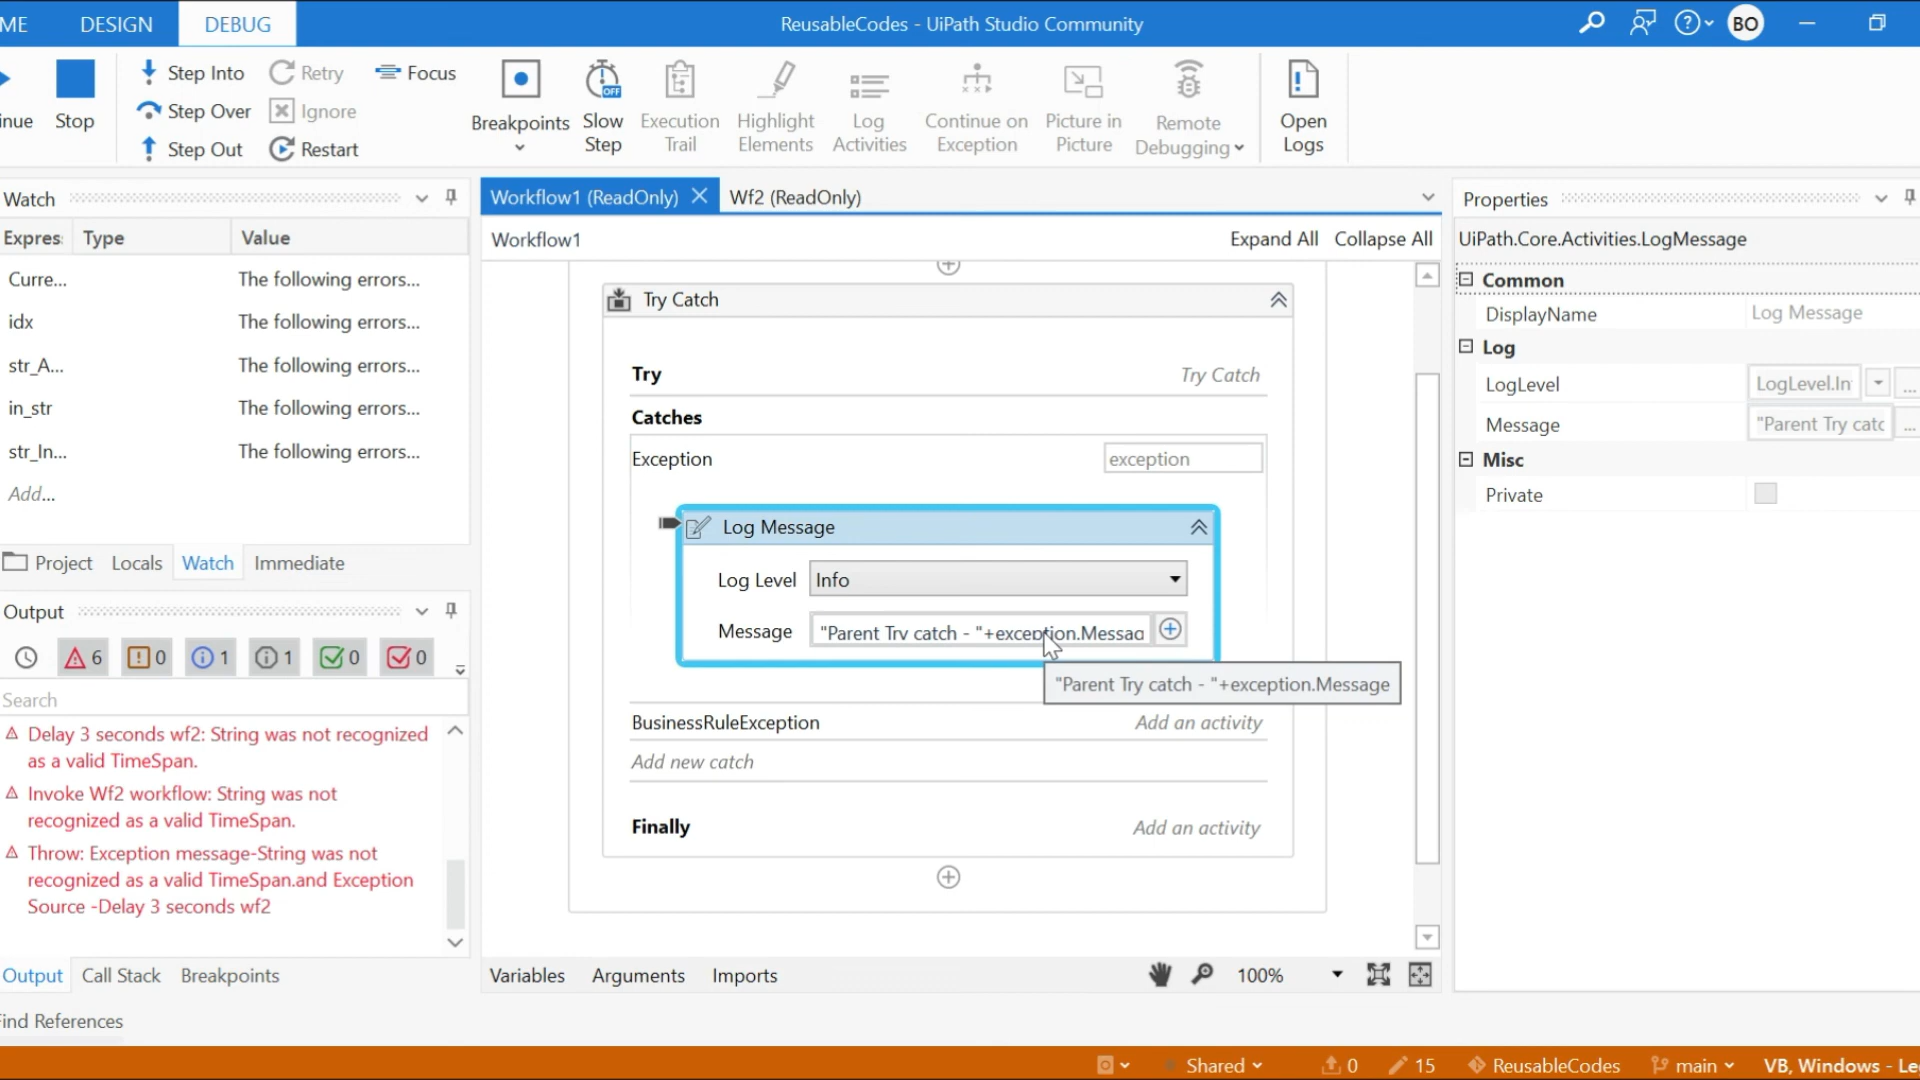 ME DESIGN DEBUG ReusableCodes - UiPath Studio Community BO
Step Into Retry Focus
nue Stop Step Over Ignore
Step Out Restart
Breakpoints
Slow Step
OFF
Execution Trail
Highlight Elements
Log Activities
Continue on Exception
Picture in Picture
Remote Debugging
Open Logs
Watch
Expres Type Value
Curre... The following errors...
idx The following errors...
str_A... The following errors...
in_str The following errors...
str_In... The following errors...
Add...
Project Locals Watch Immediate
Output
6 0 1 1 0 0
Search
Delay 3 seconds wf2: String was not recognized
as a valid TimeSpan.
Invoke Wf2 workflow: String was not
recognized as a valid TimeSpan.
Throw: Exception message-String was not
recognized as a valid TimeSpan.and Exception
Source -Delay 3 seconds wf2
Output Call Stack Breakpoints
Find References
Workflow1 (ReadOnly) Wf2 (ReadOnly)
Workflow1 Expand All Collapse All
Try Catch
Try Try Catch
Catches
Exception exception
Log Message
Log Level Info
Message "Parent Try catch - "+exception.Messag
"Parent Try catch - "+exception.Message
BusinessRuleException Add an activity
Add new catch
Finally Add an activity
Variables Arguments Imports 100%
Properties
UiPath.Core.Activities.LogMessage
Common
DisplayName Log Message
Log
LogLevel LogLevel.In ...
Message "Parent Try catc ...
Misc
Private
Shared 0 15 ReusableCodes main VB, Windows - Le